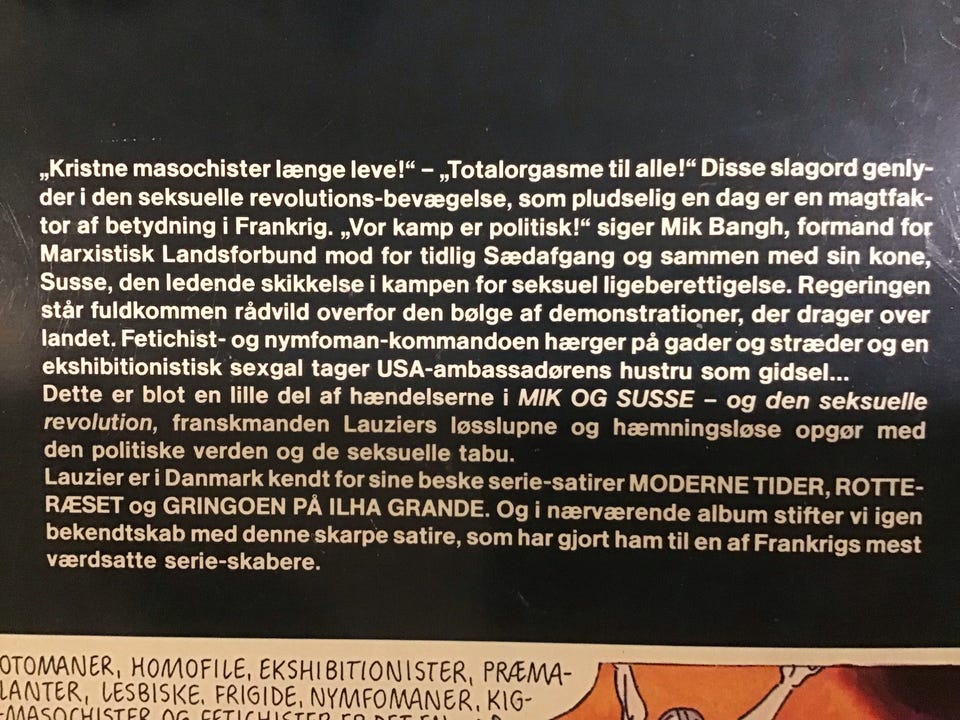 „Kristne masochister længe leve!“ – „Totalorgasme til alle!“ Disse slagord genly-
der i den seksuelle revolutions-bevægelse, som pludselig en dag er en magtfak-
tor af betydning i Frankrig. „Vor kamp er politisk!“ siger Mik Bangh, formand for
Marxistisk Landsforbund mod for tidlig Sædafgang og sammen med sin kone,
Susse, den ledende skikkelse i kampen for seksuel ligeberettigelse. Regeringen
står fuldkommen rådvild overfor den bølge af demonstrationer, der drager over
landet. Fetichist- og nymfoman-kommandoen hærger på gader og stræder og en
ekshibitionistisk sexgal tager USA-ambassadørens hustru som gidsel...
Dette er blot en lille del af hændelserne i MIK OG SUSSE – og den seksuelle
revolution, franskmanden Lauziers løsslupne og hæmningsløse opgør med
den politiske verden og de seksuelle tabu.
Lauzier er i Danmark kendt for sine beske serie-satirer MODERNE TIDER, ROTTE-
RÆSET og GRINGOEN PÅ ILHA GRANDE. Og i nærværende album stifter vi igen
bekendtskab med denne skarpe satire, som har gjort ham til en af Frankrigs mest
værdsatte serie-skabere.
OTOMANER, HOMOFILE, EKSHIBITIONISTER, PRÆMA-
LANTER, LESBISKE, FRIGIDE, NYMFOMANER, KIG-
-MASOCHISTER OG FETICHISTER ER DET EN